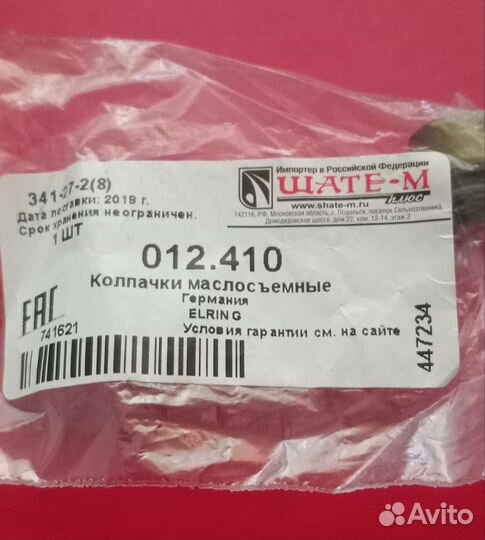 341-27-2(8)
Дата поставки: 2019 г.
Срок хранения неограничен.
1 ШТ
Импортер в Российской Федерации
ШАТЕ-М
ПЛЮС
www.shate-m.ru
142116, РФ, Московская область, г. Подольск, поселок Сельхозтехника,
Домодедовское шоссе, дом 22, ком. 12-14, этаж 2
012.410
Колпачки маслосъемные
Германия
ELRING
Условия гарантии см. на сайте
EAC
741621
447234
Avito